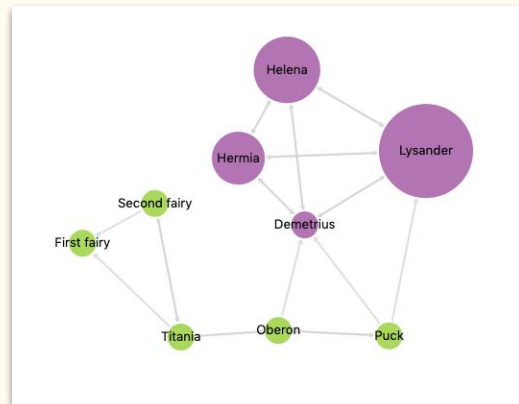 Helena
Lysander
Hermia
Second fairy
Demetrius
First fairy
Oberon
Titania
Puck